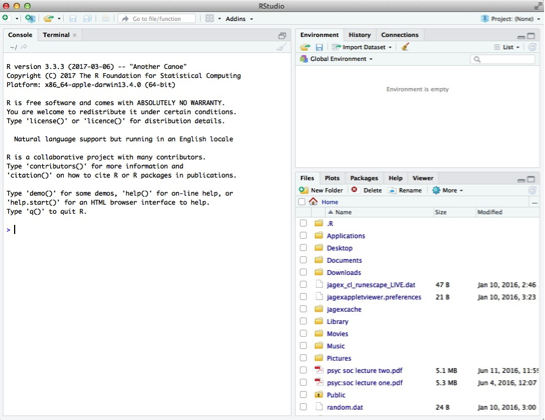 RStudio
Go to file/function
Addins
Project: (None)
Console Terminal
~/
R version 3.3.3 (2017-03-06) -- "Another Canoe"
Copyright (C) 2017 The R Foundation for Statistical Computing
Platform: x86_64-apple-darwin13.4.0 (64-bit)
R is free software and comes with ABSOLUTELY NO WARRANTY.
You are welcome to redistribute it under certain conditions.
Type 'license()' or 'licence()' for distribution details.
Natural language support but running in an English locale
R is a collaborative project with many contributors.
Type 'contributors()' for more information and
'citation()' on how to cite R or R packages in publications.
Type 'demo()' for some demos, 'help()' for on-line help, or
'help.start()' for an HTML browser interface to help.
Type 'q()' to quit R.
>
Environment History Connections
Import Dataset List
Global Environment
Environment is empty
Files Plots Packages Help Viewer
New Folder Delete Rename More
Home
Name Size Modified
.R
Applications
Desktop
Documents
Downloads
jagex_cl_runescape_LIVE.dat 47 B Jan 10, 2016, 2:46
jagexappletviewer.preferences 21 B Jan 10, 2016, 3:23
jagexcache
Library
Movies
Music
Pictures
psyc soc lecture two.pdf 5.1 MB Jun 11, 2016, 11:59
psyc:soc lecture one.pdf 5.3 MB Jun 4, 2016, 12:07
Public
random.dat 24 B Jan 10, 2016, 3:00